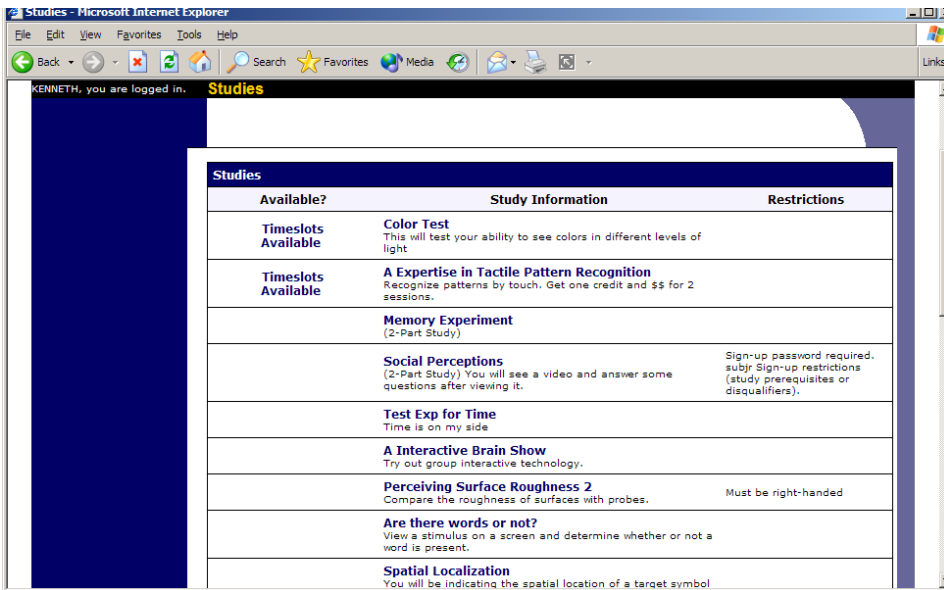 Studies - Microsoft Internet Explorer
File Edit View Favorites Tools Help
Back Search Favorites Media Links
KENNETH, you are logged in. Studies
Studies
Available? Study Information Restrictions
Timeslots Available
Color Test
This will test your ability to see colors in different levels of
light
Timeslots Available
A Expertise in Tactile Pattern Recognition
Recognize patterns by touch. Get one credit and $$ for 2
sessions.
Memory Experiment
(2-Part Study)
Social Perceptions
(2-Part Study) You will see a video and answer some
questions after viewing it.
Sign-up password required.
subjr Sign-up restrictions
(study prerequisites or
disqualifiers).
Test Exp for Time
Time is on my side
A Interactive Brain Show
Try out group interactive technology.
Perceiving Surface Roughness 2
Compare the roughness of surfaces with probes.
Must be right-handed
Are there words or not?
View a stimulus on a screen and determine whether or not a
word is present.
Spatial Localization
You will be indicating the spatial location of a target symbol